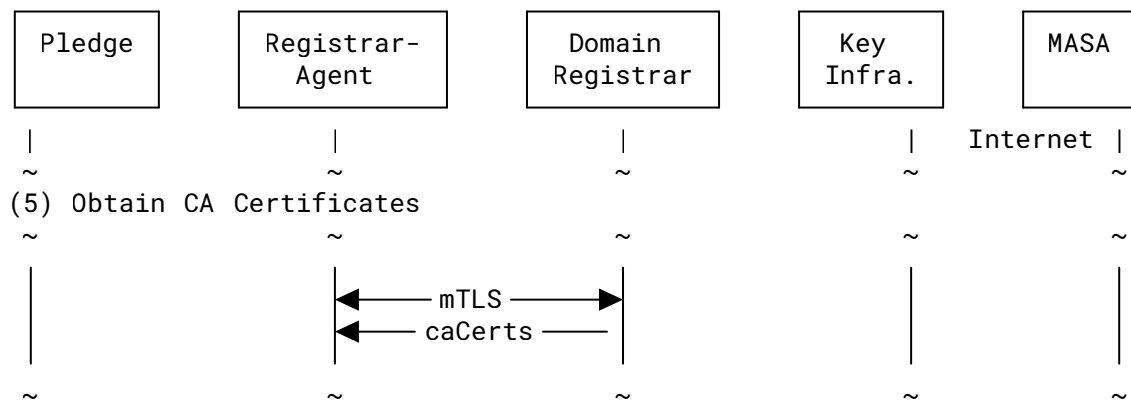 Pledge Registrar- Domain Key MASA
Agent Registrar Infra.
| | | | Internet |
~ ~ ~ ~ ~
(5) Obtain CA Certificates
~ ~ ~ ~ ~
mTLS
caCerts
~ ~ ~ ~ ~